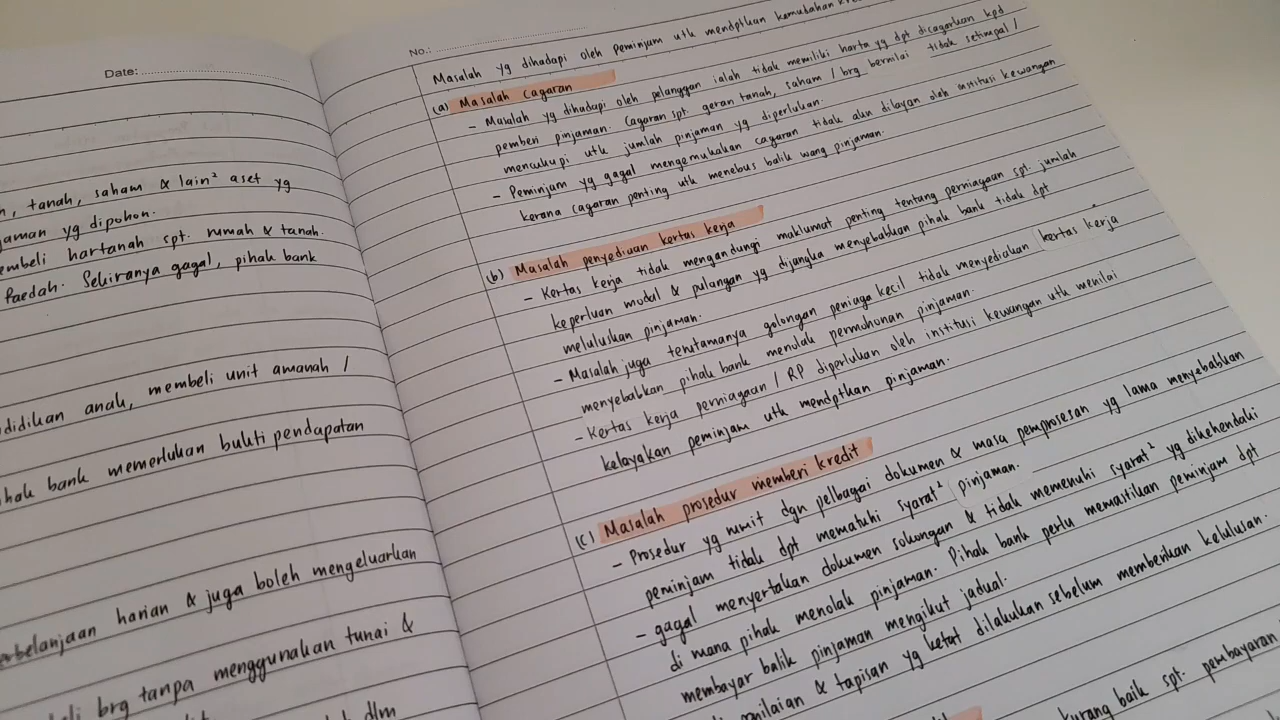 Date:
tanah, saham & lain² aset yg
yg dipohon.
hartanah spt. rumah & tanah.
Faedah. Sekiranya gagal, pihak bank
anak, membeli unit amanah /
bank memerlukan bukti pendapatan
harian & juga boleh mengeluarkan
brg tanpa menggunakan tunai &
dlm
No.:
Masalah yg dihadapi oleh peminjam utk mendptkan kemudahan
(a) Masalah cagaran
- Masalah yg dihadapi oleh pelanggan ialah tidak memiliki harta yg dpt dicagarkan kpd
pemberi pinjaman. Cagaran spt. geran tanah, saham / brg bernilai tidak setimpal /
mencukupi utk jumlah pinjaman yg diperlukan.
- Peminjam yg gagal mengemukakan cagaran tidak akan dilayan oleh institusi kewangan
kerana cagaran penting utk menebus balik wang pinjaman.
(b) Masalah penyediaan kertas kerja
- Kertas kerja tidak mengandungi maklumat penting tentang perniagaan spt. jumlah
keperluan modal & pulangan yg dijangka menyebabkan pihak bank tidak dpt
meluluskan pinjaman.
- Masalah juga terutamanya golongan peniaga kecil tidak menyediakan kertas kerja
menyebabkan pihak bank menolak permohonan pinjaman.
- Kertas kerja perniagaan / RP diperlukan oleh institusi kewangan utk menilai
kelayakan peminjam utk mendptkan pinjaman.
(c) Masalah prosedur memberi kredit
- Prosedur yg rumit dgn pelbagai dokumen & masa pemprosesan yg lama menyebabkan
peminjam tidak dpt mematuhi syarat² pinjaman.
- gagal menyertakan dokumen sokongan & tidak memenuhi syarat² yg dikehendaki
di mana pihak menolak pinjaman. Pihak bank perlu memastikan peminjam dpt
membayar balik pinjaman mengikut jadual.
& tapisan yg ketat dilakukan sebelum memberikan kelulusan.
kurang baik spt. pembayaran